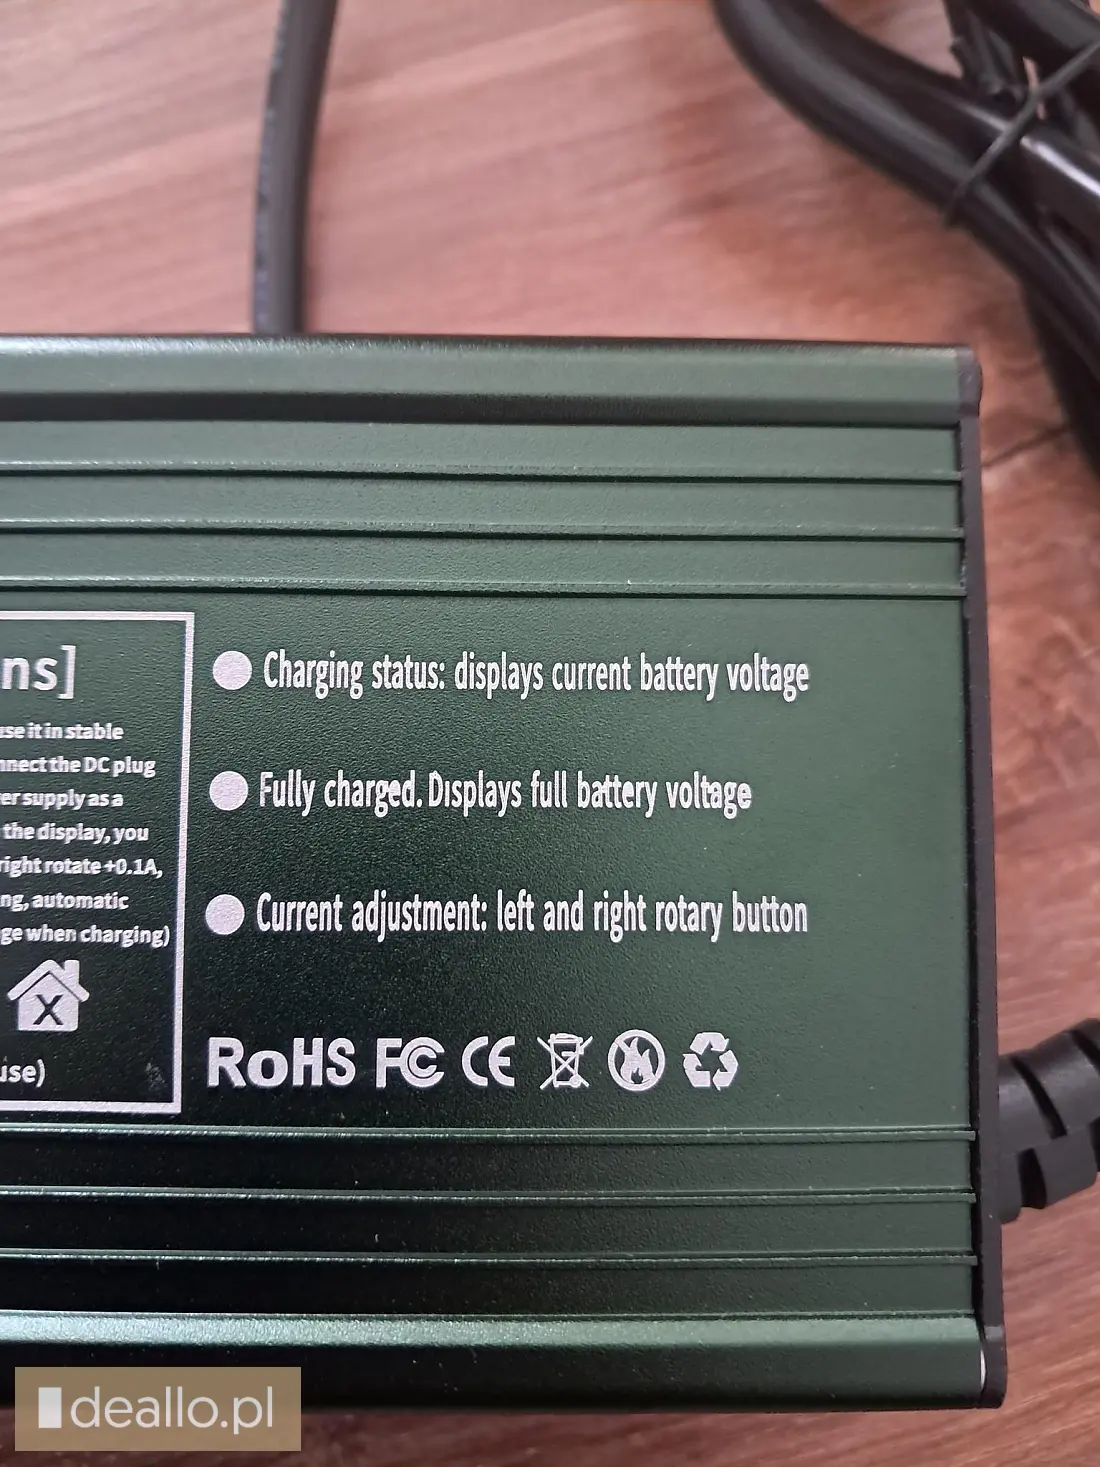 ns]
use it in stable
nnect the DC plug
er supply as a
the display, you
right rotate +0.1A,
ng, automatic
ge when charging)
X
use)
Charging status: displays current battery voltage
Fully charged. Displays full battery voltage
Current adjustment: left and right rotary button
RoHS FC CE
deallo.pl